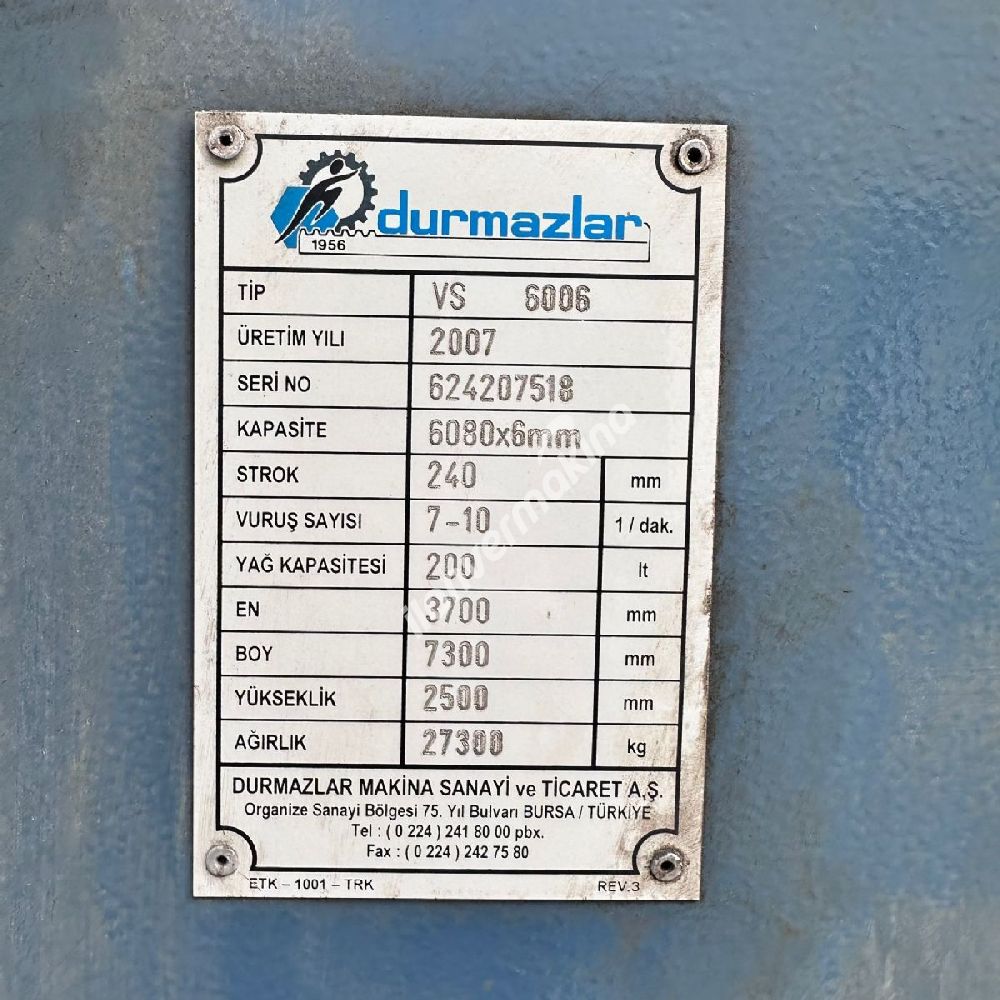 durmazlar
1956
TİP VS 6006
ÜRETİM YILI 2007
SERİ NO 624207518
KAPASİTE 6080x6mm
STROK 240 mm
VURUŞ SAYISI 7-10 1 / dak.
YAĞ KAPASİTESİ 200 lt
EN 3700 mm
BOY 7300 mm
YÜKSEKLİK 2500 mm
AĞIRLIK 27300 kg
DURMAZLAR MAKİNA SANAYİ ve TİCARET A.Ş.
Organize Sanayi Bölgesi 75. Yıl Bulvarı BURSA / TÜRKİYE
Tel : ( 0 224 ) 241 80 00 pbx.
Fax : ( 0 224 ) 242 75 80
ETK - 1001 - TRK REV.3